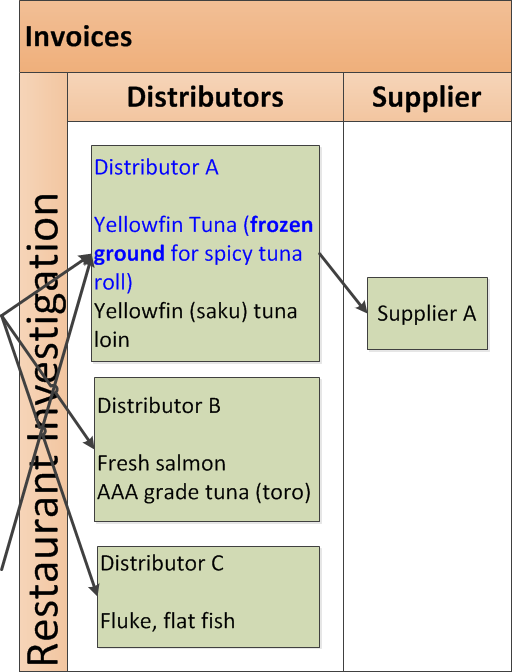 Invoices
Distributors
Supplier
Restaurant Investigation
Distributor A
Yellowfin Tuna (frozen
ground for spicy tuna
roll)
Yellowfin (saku) tuna
loin
Supplier A
Distributor B
Fresh salmon
AAA grade tuna (toro)
Distributor C
Fluke, flat fish